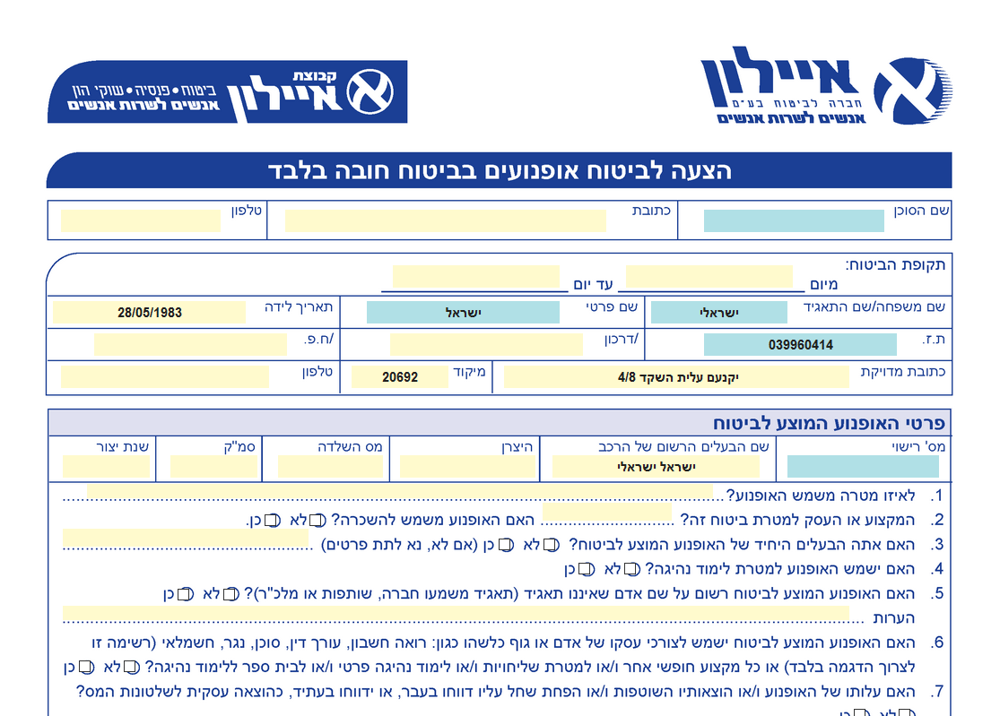 איילון
חברה לביטוח בע"מ
אנשים לשרות אנשים
קבוצת
איילון
ביטוח • פנסיה • שוקי הון
אנשים לשרות אנשים
הצעה לביטוח אופנועים בביטוח חובה בלבד
שם הסוכן כתובת טלפון
תקופת הביטוח:
מיום עד יום
שם משפחה/שם התאגיד ישראלי שם פרטי ישראל תאריך לידה 28/05/1983
ת.ז. 039960414 /דרכון /ח.פ.
כתובת מדויקת יקנעם עלית השקד 4/8 מיקוד 20692 טלפון
פרטי האופנוע המוצע לביטוח
מס' רישוי שם הבעלים הרשום של הרכב היצרן מס השלדה סמ"ק שנת יצור
ישראל ישראלי
1. לאיזו מטרה משמש האופנוע?
2. המקצוע או העסק למטרת ביטוח זה? האם האופנוע משמש להשכרה? לא כן.
3. האם אתה הבעלים היחיד של האופנוע המוצע לביטוח? לא כן (אם לא, נא לתת פרטים)
4. האם ישמש האופנוע למטרת לימוד נהיגה? לא כן
5. האם האופנוע המוצע לביטוח רשום על שם אדם שאיננו תאגיד (תאגיד משמעו חברה, שותפות או מלכ"ר)? לא כן
הערות
6. האם האופנוע המוצע לביטוח ישמש לצורכי עסקו של אדם או גוף כלשהו כגון: רואה חשבון, עורך דין, סוכן, נגר, חשמלאי (רשימה זו
לצרוך הדגמה בלבד) או כל מקצוע חופשי אחר ו/או למטרת שליחויות ו/או לימוד נהיגה פרטי ו/או לבית ספר ללימוד נהיגה? לא כן
7. האם עלותו של האופנוע ו/או הוצאותיו השוטפות ו/או הפחת שחל עליו דווחו בעבר, או ידווחו בעתיד, כהוצאה עסקית לשלטונות המס?
לא כן